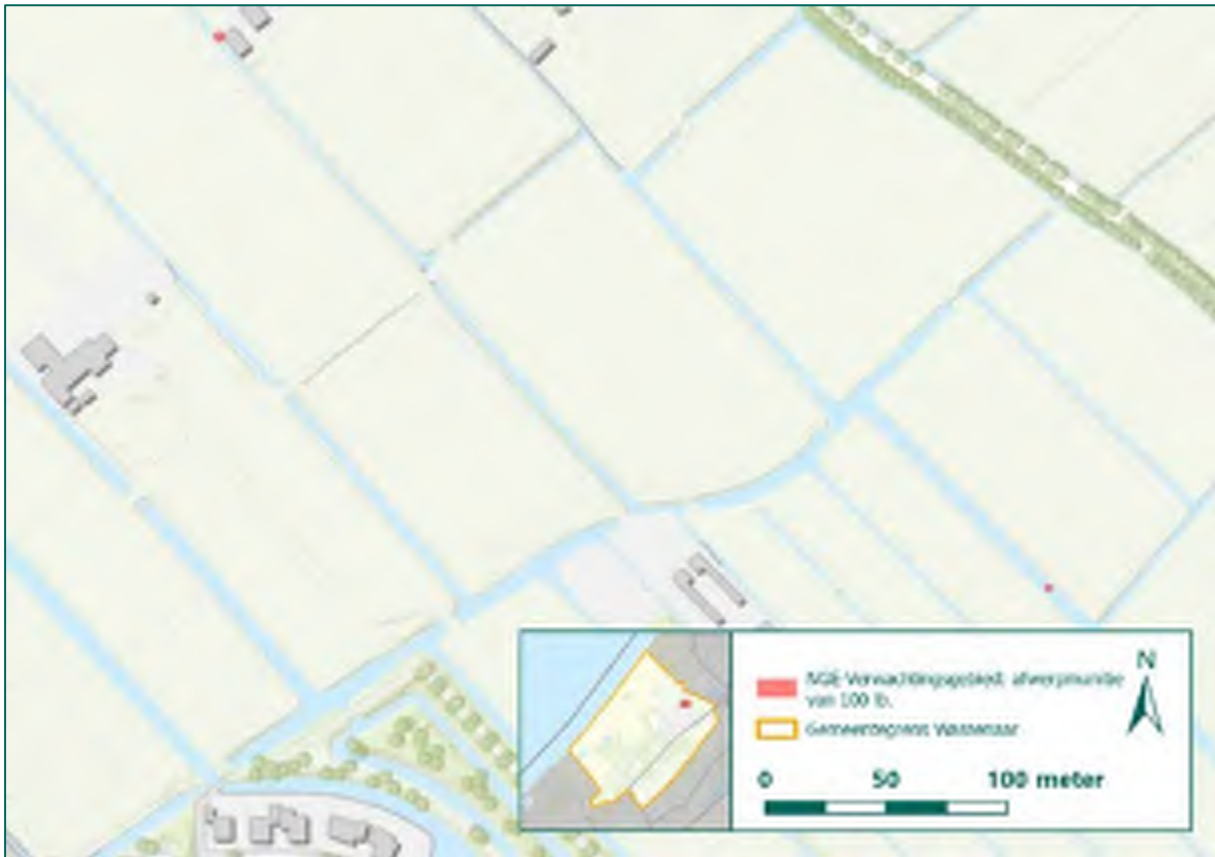 N
NGE-Verwachtingsgebied: afwerpmunitie
van 100 lb.
Gemeentegrens Wassenaar
0 50 100 meter